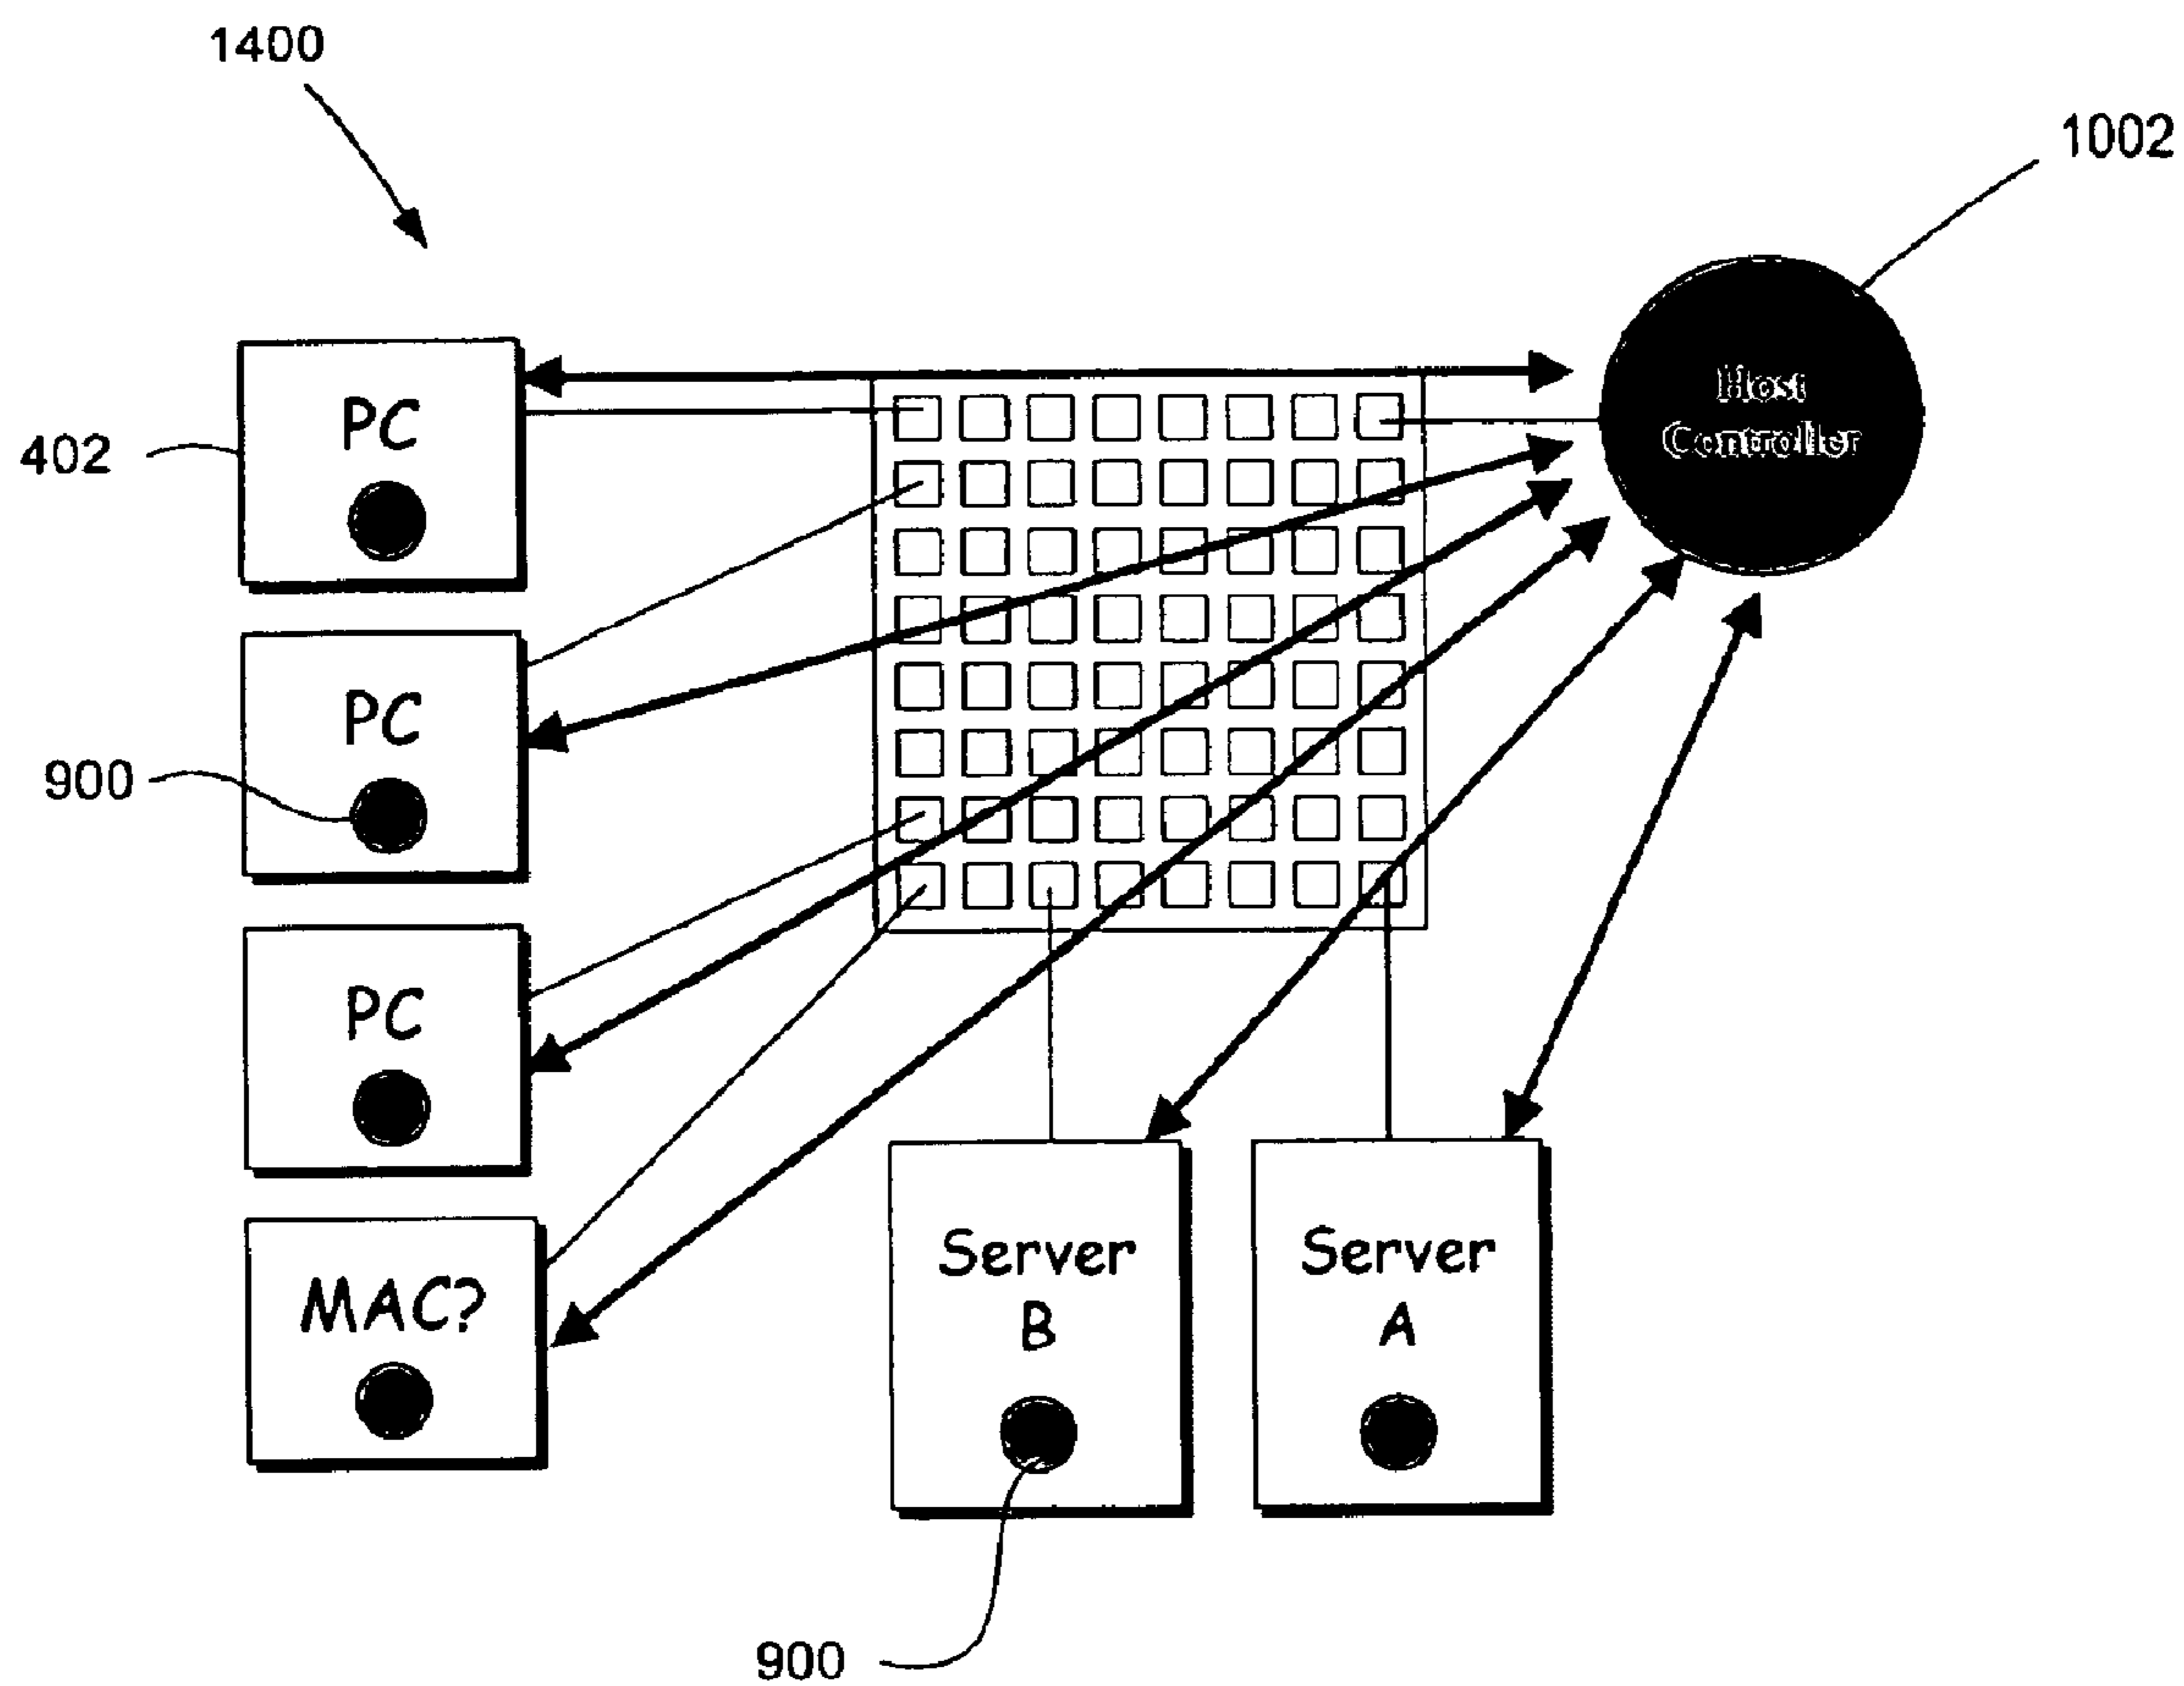 1400
1002
Host
Controller
PC
402
PC
900
PC
MAC?
Server
B
Server
A
900